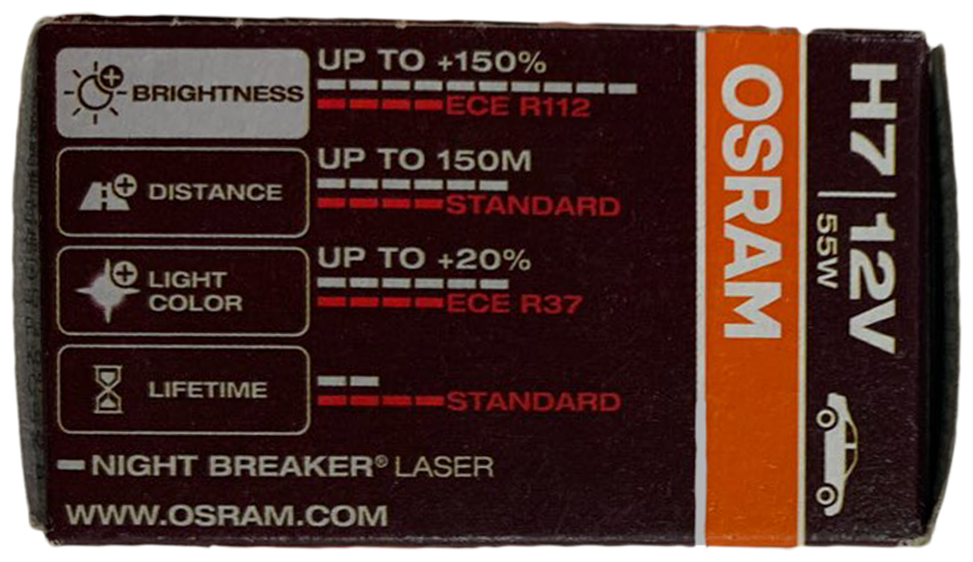 BRIGHTNESS
UP TO +150%
ECE R112
DISTANCE
UP TO 150M
STANDARD
LIGHT
COLOR
UP TO +20%
ECE R37
LIFETIME
STANDARD
NIGHT BREAKER® LASER
WWW.OSRAM.COM
OSRAM
H7 | 12V
55W